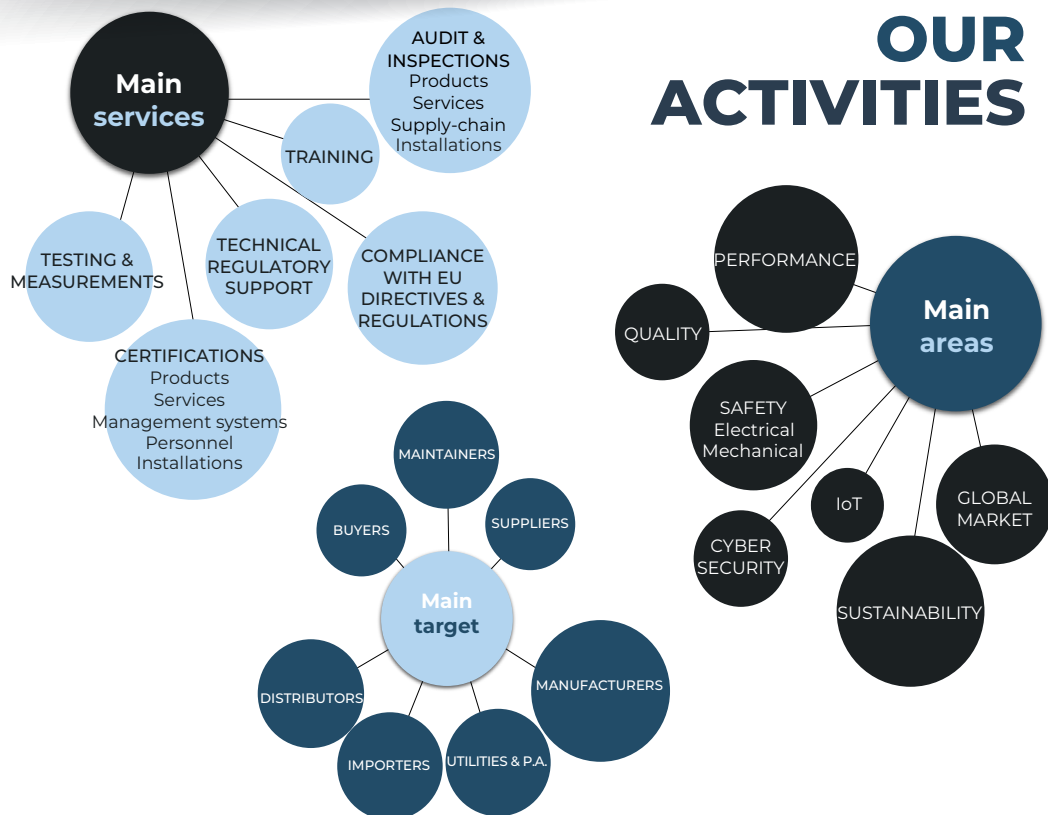 OUR
ACTIVITIES
Main
services
AUDIT &
INSPECTIONS
Products
Services
Supply-chain
Installations
TRAINING
TESTING &
MEASUREMENTS
TECHNICAL
REGULATORY
SUPPORT
COMPLIANCE
WITH EU
DIRECTIVES &
REGULATIONS
CERTIFICATIONS
Products
Services
Management systems
Personnel
Installations
Main
areas
PERFORMANCE
QUALITY
SAFETY
Electrical
Mechanical
IoT
CYBER
SECURITY
GLOBAL
MARKET
SUSTAINABILITY
Main
target
MAINTAINERS
BUYERS
SUPPLIERS
DISTRIBUTORS
MANUFACTURERS
IMPORTERS
UTILITIES & P.A.